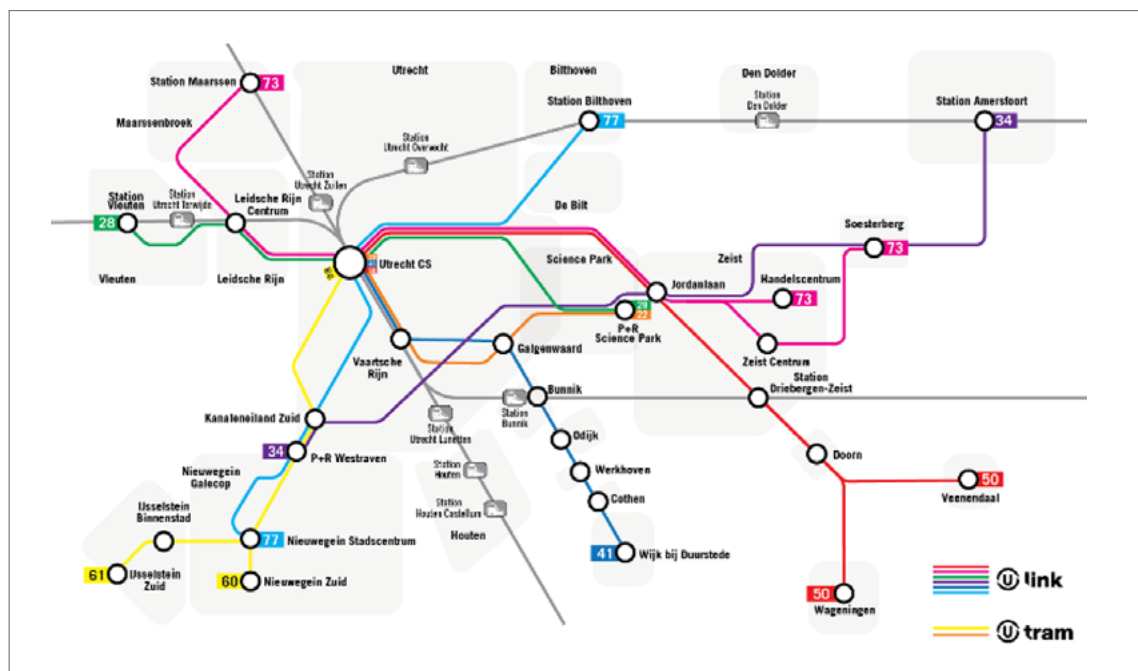 Utrecht
Bilthoven
Den Dolder
Station Maarssen
73
Station Bilthoven
77
Station
Den Dolder
Station Amersfoort
34
Maarssenbroek
Station
Utrecht Overvecht
Station
Utrecht Zuilen
Station
Vleuten
28
Station
Utrecht Terwijde
Leidsche Rijn
Centrum
De Bilt
Soesterberg
73
Utrecht CS
Science Park
Zeist
Vleuten
Leidsche Rijn
Jordanlaan
Handelscentrum
73
28
22
P+R
Science Park
Vaartsche
Rijn
Galgenwaard
Zeist Centrum
Station
Driebergen-Zeist
Bunnik
Station
Bunnik
Kanaleneiland Zuid
Station
Utrecht Lunetten
Odijk
34
P+R Westraven
Doorn
Nieuwegein
Galecop
Station
Houten
Werkhoven
50
Veenendaal
Cothen
IJsselstein
Binnenstad
Station
Houten Castellum
77
Nieuwegein Stadscentrum
Houten
41
Wijk bij Duurstede
61
IJsselstein
Zuid
60
Nieuwegein Zuid
50
Wageningen
U link
U tram